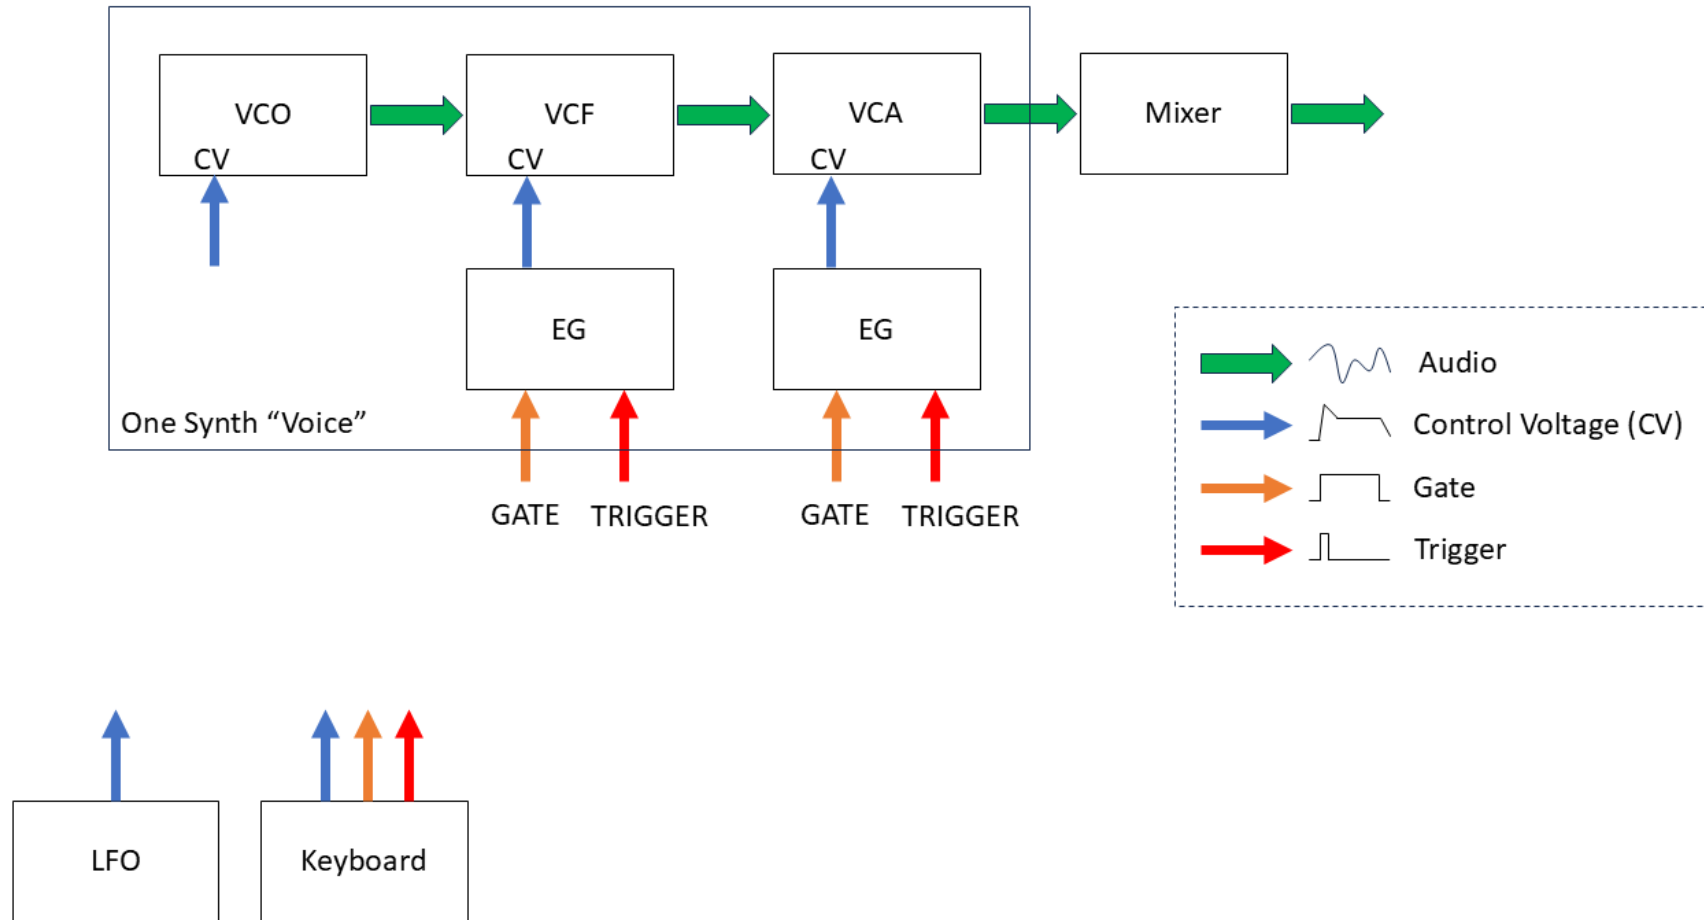 VCO
VCF
VCA
Mixer
CV
CV
CV
EG
EG
One Synth “Voice”
GATE
TRIGGER
GATE
TRIGGER
Audio
Control Voltage (CV)
Gate
Trigger
LFO
Keyboard